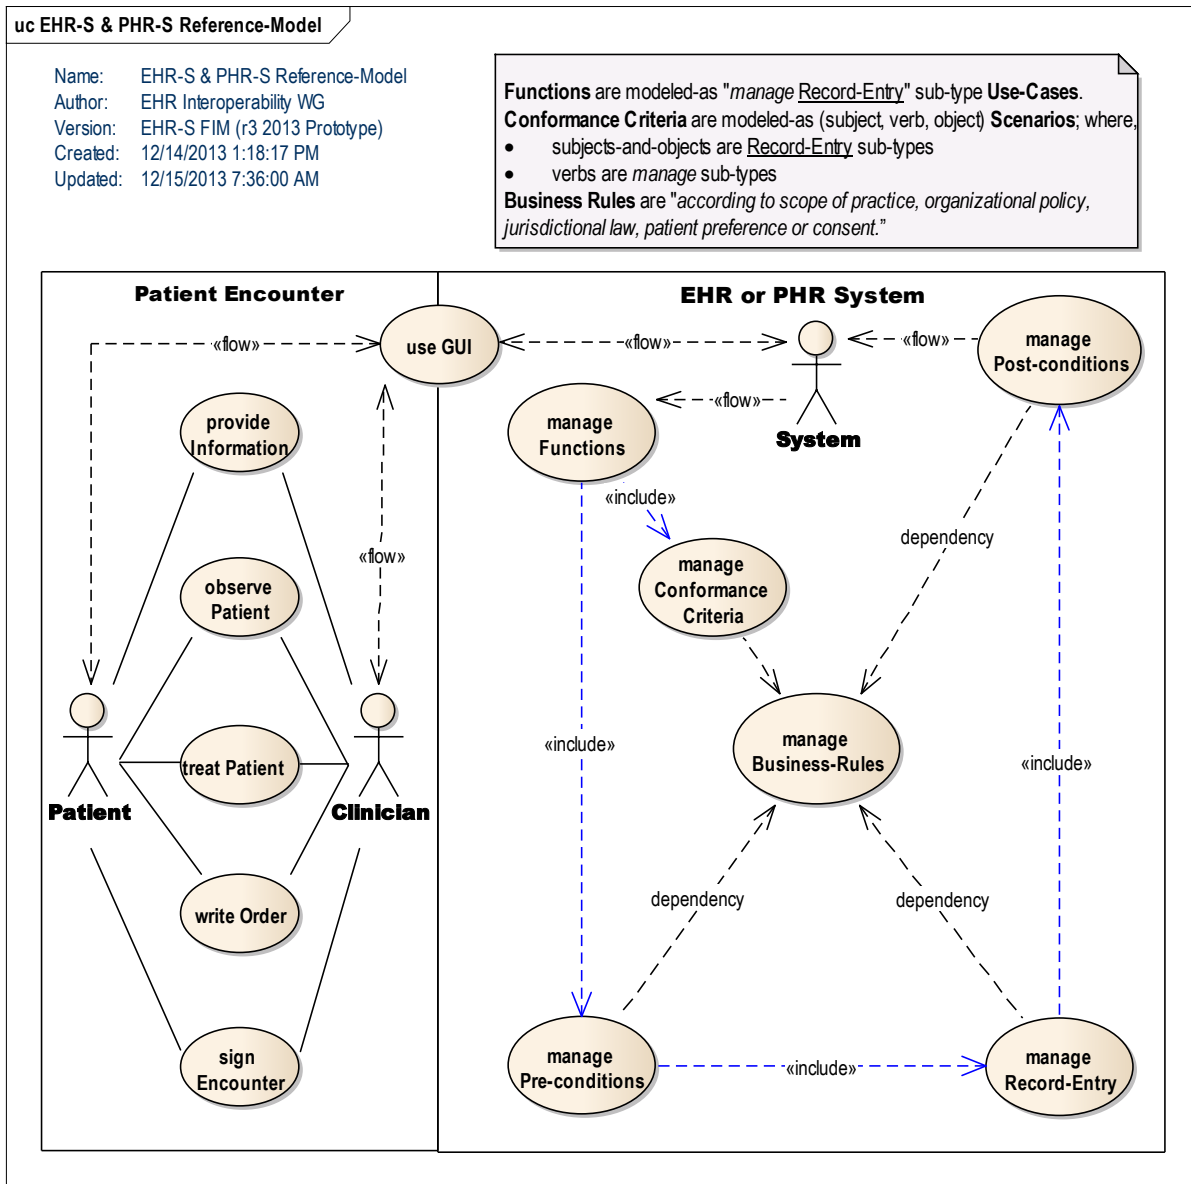 uc EHR-S & PHR-S Reference-Model
Name: EHR-S & PHR-S Reference-Model
Author: EHR Interoperability WG
Version: EHR-S FIM (r3 2013 Prototype)
Created: 12/14/2013 1:18:17 PM
Updated: 12/15/2013 7:36:00 AM
Functions are modeled-as "manage Record-Entry" sub-type Use-Cases.
Conformance Criteria are modeled-as (subject, verb, object) Scenarios; where,
• subjects-and-objects are Record-Entry sub-types
• verbs are manage sub-types
Business Rules are "according to scope of practice, organizational policy,
jurisdictional law, patient preference or consent.”
Patient Encounter
«flow»
use GUI
provide
Information
«flow»
observe
Patient
treat Patient
Patient
Clinician
write Order
sign
Encounter
EHR or PHR System
«flow»
System
«flow»
manage
Post-conditions
«flow»
manage
Functions
«include»
manage
Conformance
Criteria
dependency
manage
Business-Rules
«include»
«include»
dependency
dependency
manage
Pre-conditions
«include»
manage
Record-Entry